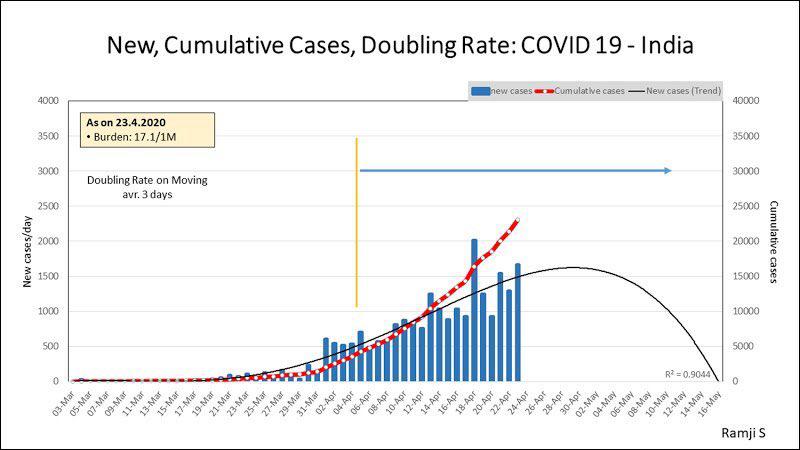 New, Cumulative Cases, Doubling Rate: COVID 19 - India
new cases
Cumulative cases
New cases (Trend)
4000
3500
3000
2500
2000
1500
1000
500
0
New cases/day
As on 23.4.2020
• Burden: 17.1/1M
Doubling Rate on Moving
avr. 3 days
40000
35000
30000
25000
20000
15000
10000
5000
0
Cumulative cases
R² = 0.9044
03-Mar
05-Mar
07-Mar
09-Mar
11-Mar
13-Mar
15-Mar
17-Mar
19-Mar
21-Mar
23-Mar
25-Mar
27-Mar
29-Mar
31-Mar
02-Apr
04-Apr
06-Apr
08-Apr
10-Apr
12-Apr
14-Apr
16-Apr
18-Apr
20-Apr
22-Apr
24-Apr
26-Apr
28-Apr
30-Apr
02-May
04-May
06-May
08-May
10-May
12-May
14-May
16-May
Ramji S